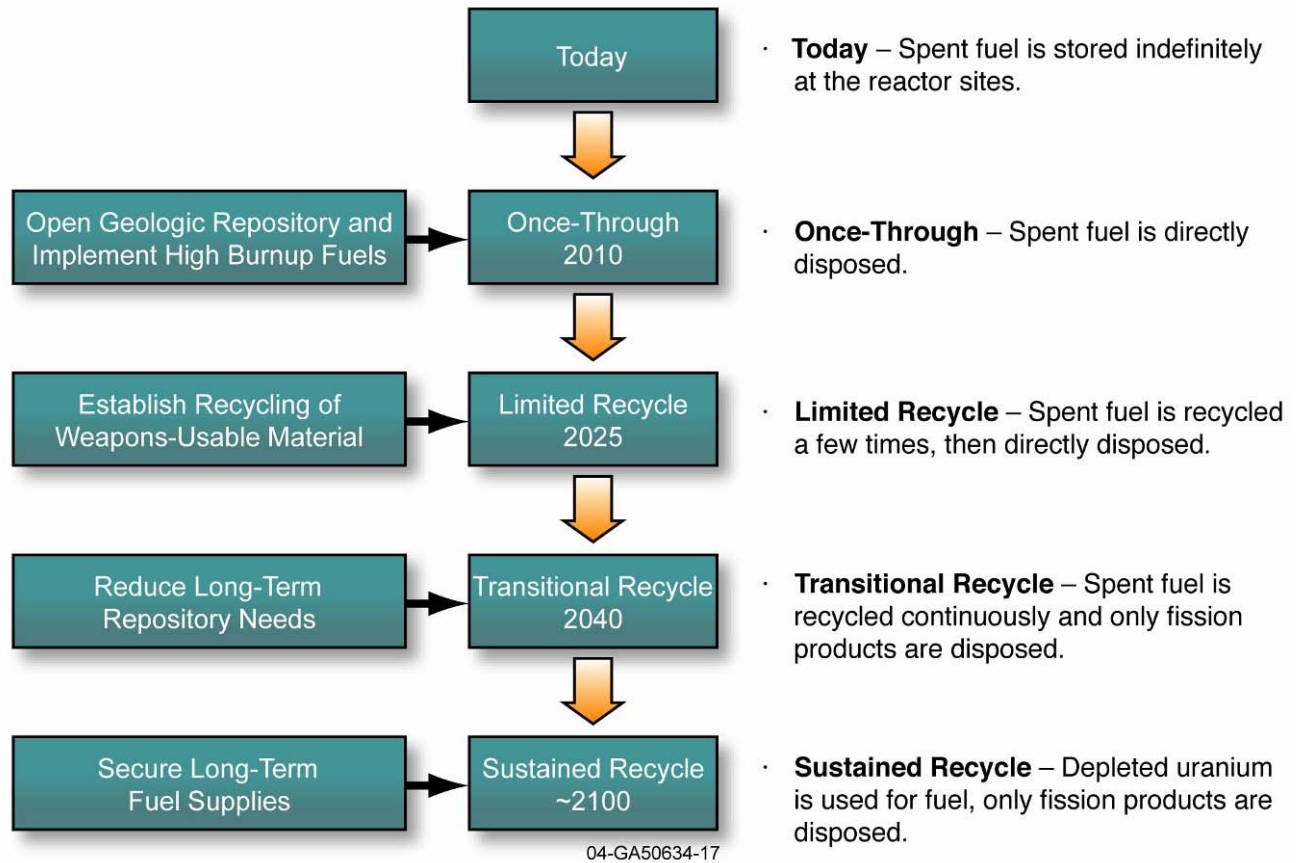 Today
· Today – Spent fuel is stored indefinitely
at the reactor sites.
Open Geologic Repository and
Implement High Burnup Fuels
Once-Through
2010
· Once-Through – Spent fuel is directly
disposed.
Establish Recycling of
Weapons-Usable Material
Limited Recycle
2025
· Limited Recycle – Spent fuel is recycled
a few times, then directly disposed.
Reduce Long-Term
Repository Needs
Transitional Recycle
2040
· Transitional Recycle – Spent fuel is
recycled continuously and only fission
products are disposed.
Secure Long-Term
Fuel Supplies
Sustained Recycle
~2100
· Sustained Recycle – Depleted uranium
is used for fuel, only fission products are
disposed.
04-GA50634-17